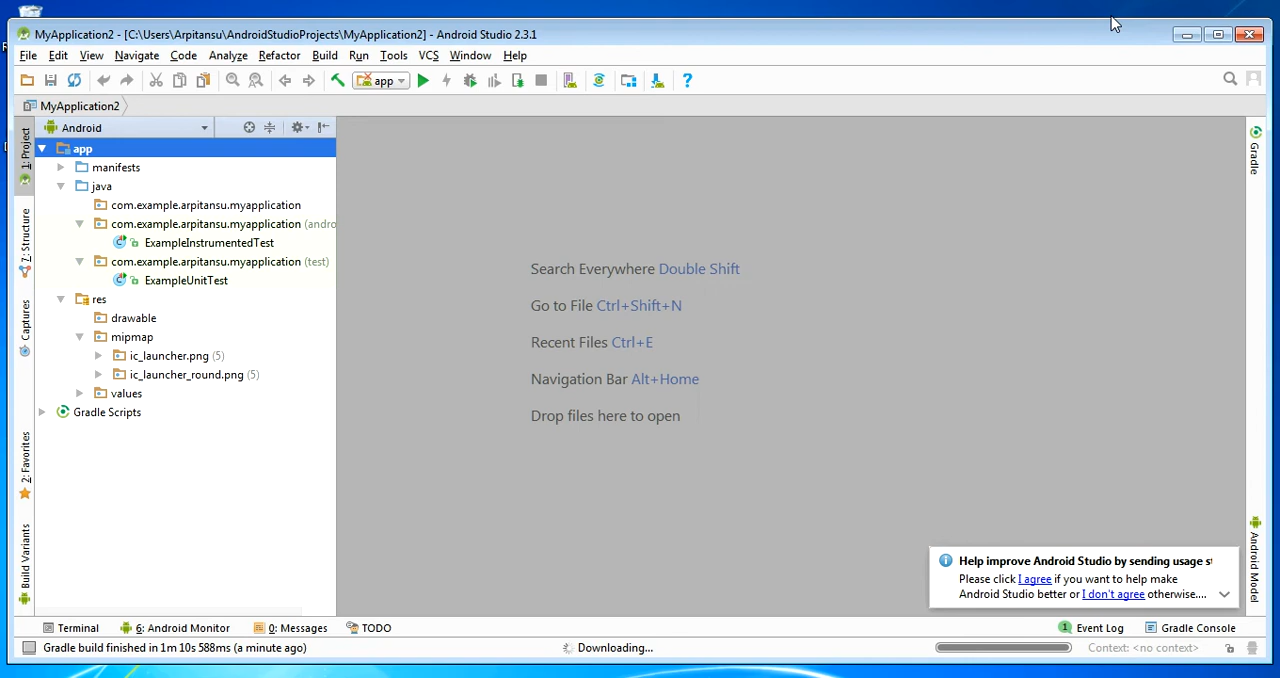 MyApplication2 - [C:\Users\Arpitansu\AndroidStudioProjects\MyApplication2] - Android Studio 2.3.1
File Edit View Navigate Code Analyze Refactor Build Run Tools VCS Window Help
app
MyApplication2
1: Project
7: Structure
Captures
2: Favorites
Build Variants
Android
app
manifests
java
com.example.arpitansu.myapplication
com.example.arpitansu.myapplication (andro
ExampleInstrumentedTest
com.example.arpitansu.myapplication (test)
ExampleUnitTest
res
drawable
mipmap
ic_launcher.png (5)
ic_launcher_round.png (5)
values
Gradle Scripts
Search Everywhere Double Shift
Go to File Ctrl+Shift+N
Recent Files Ctrl+E
Navigation Bar Alt+Home
Drop files here to open
Gradle
Android Model
Help improve Android Studio by sending usage st
Please click I agree if you want to help make
Android Studio better or I don't agree otherwise....
Terminal 6: Android Monitor 0: Messages TODO 1 Event Log Gradle Console
Gradle build finished in 1m 10s 588ms (a minute ago) Downloading... Context: <no context>